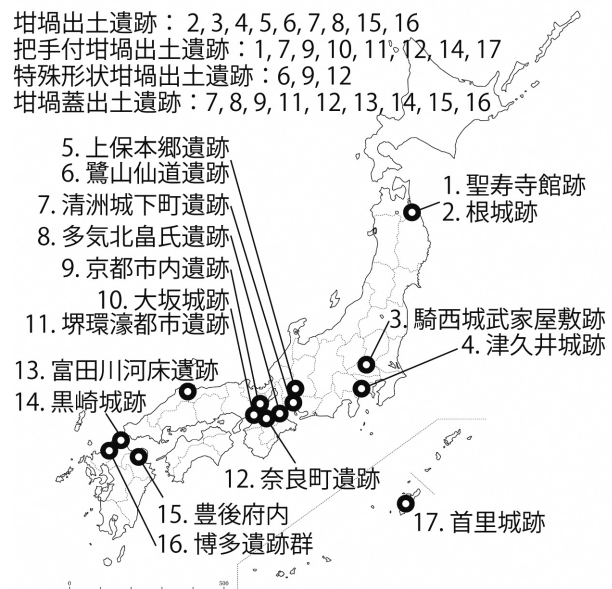 坩堝出土遺跡： 2, 3, 4, 5, 6, 7, 8, 15, 16
把手付坩堝出土遺跡：1, 7, 9, 10, 11, 12, 14, 17
特殊形状坩堝出土遺跡：6, 9, 12
坩堝蓋出土遺跡：7, 8, 9, 11, 12, 13, 14, 15, 16
5. 上保本郷遺跡
6. 鷺山仙道遺跡
7. 清洲城下町遺跡
8. 多気北畠氏遺跡
9. 京都市内遺跡
10. 大坂城跡
11. 堺環濠都市遺跡
1. 聖寿寺館跡
2. 根城跡
3. 騎西城武家屋敷跡
4. 津久井城跡
13. 富田川河床遺跡
14. 黒崎城跡
12. 奈良町遺跡
15. 豊後府内
16. 博多遺跡群
17. 首里城跡
0 500